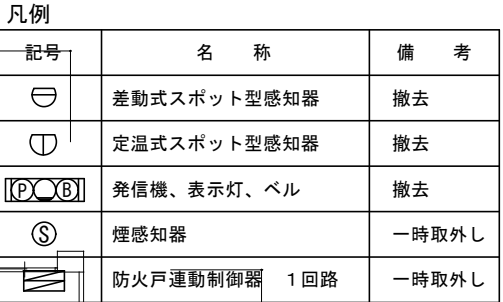 凡例
記号 名 称 備 考
差動式スポット型感知器 撤去
定温式スポット型感知器 撤去
P B 発信機、表示灯、ベル 撤去
S 煙感知器 一時取外し
防火戸連動制御器 1回路 一時取外し